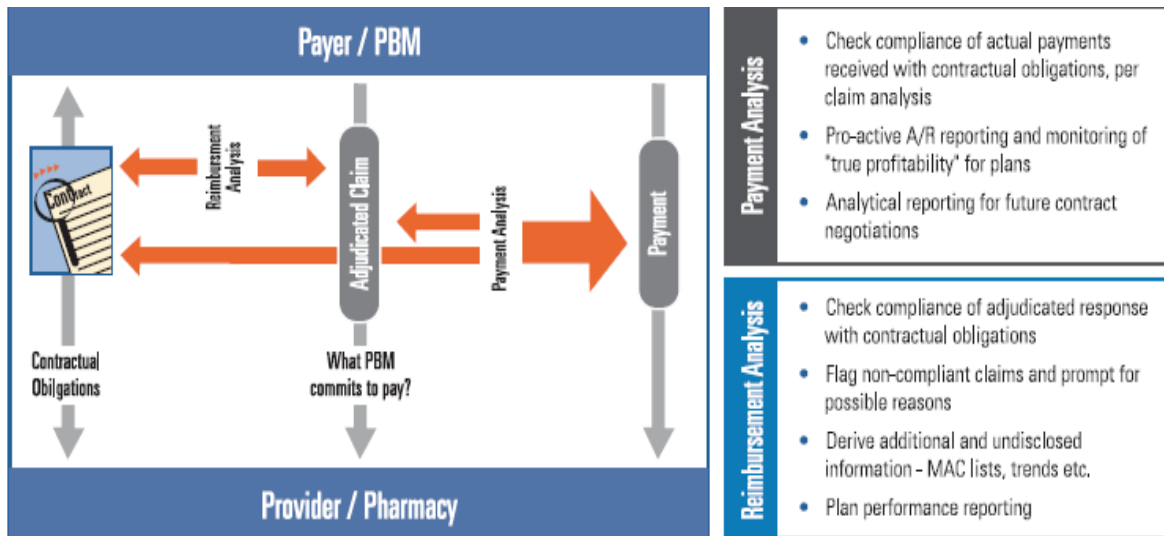 Payer / PBM
Reimbursment
Analysis
Contract
Adjudicated Claim
Payment Analysis
Payment
Contractual
Obilgations
What PBM
commits to pay?
Provider / Pharmacy
Payment Analysis
• Check compliance of actual payments
received with contractual obligations, per
claim analysis
• Pro-active A/R reporting and monitoring of
"true profitability" for plans
• Analytical reporting for future contract
negotiations
Reimbursement Analysis
• Check compliance of adjudicated response
with contractual obligations
• Flag non-compliant claims and prompt for
possible reasons
• Derive additional and undisclosed
information - MAC lists, trends etc.
• Plan performance reporting